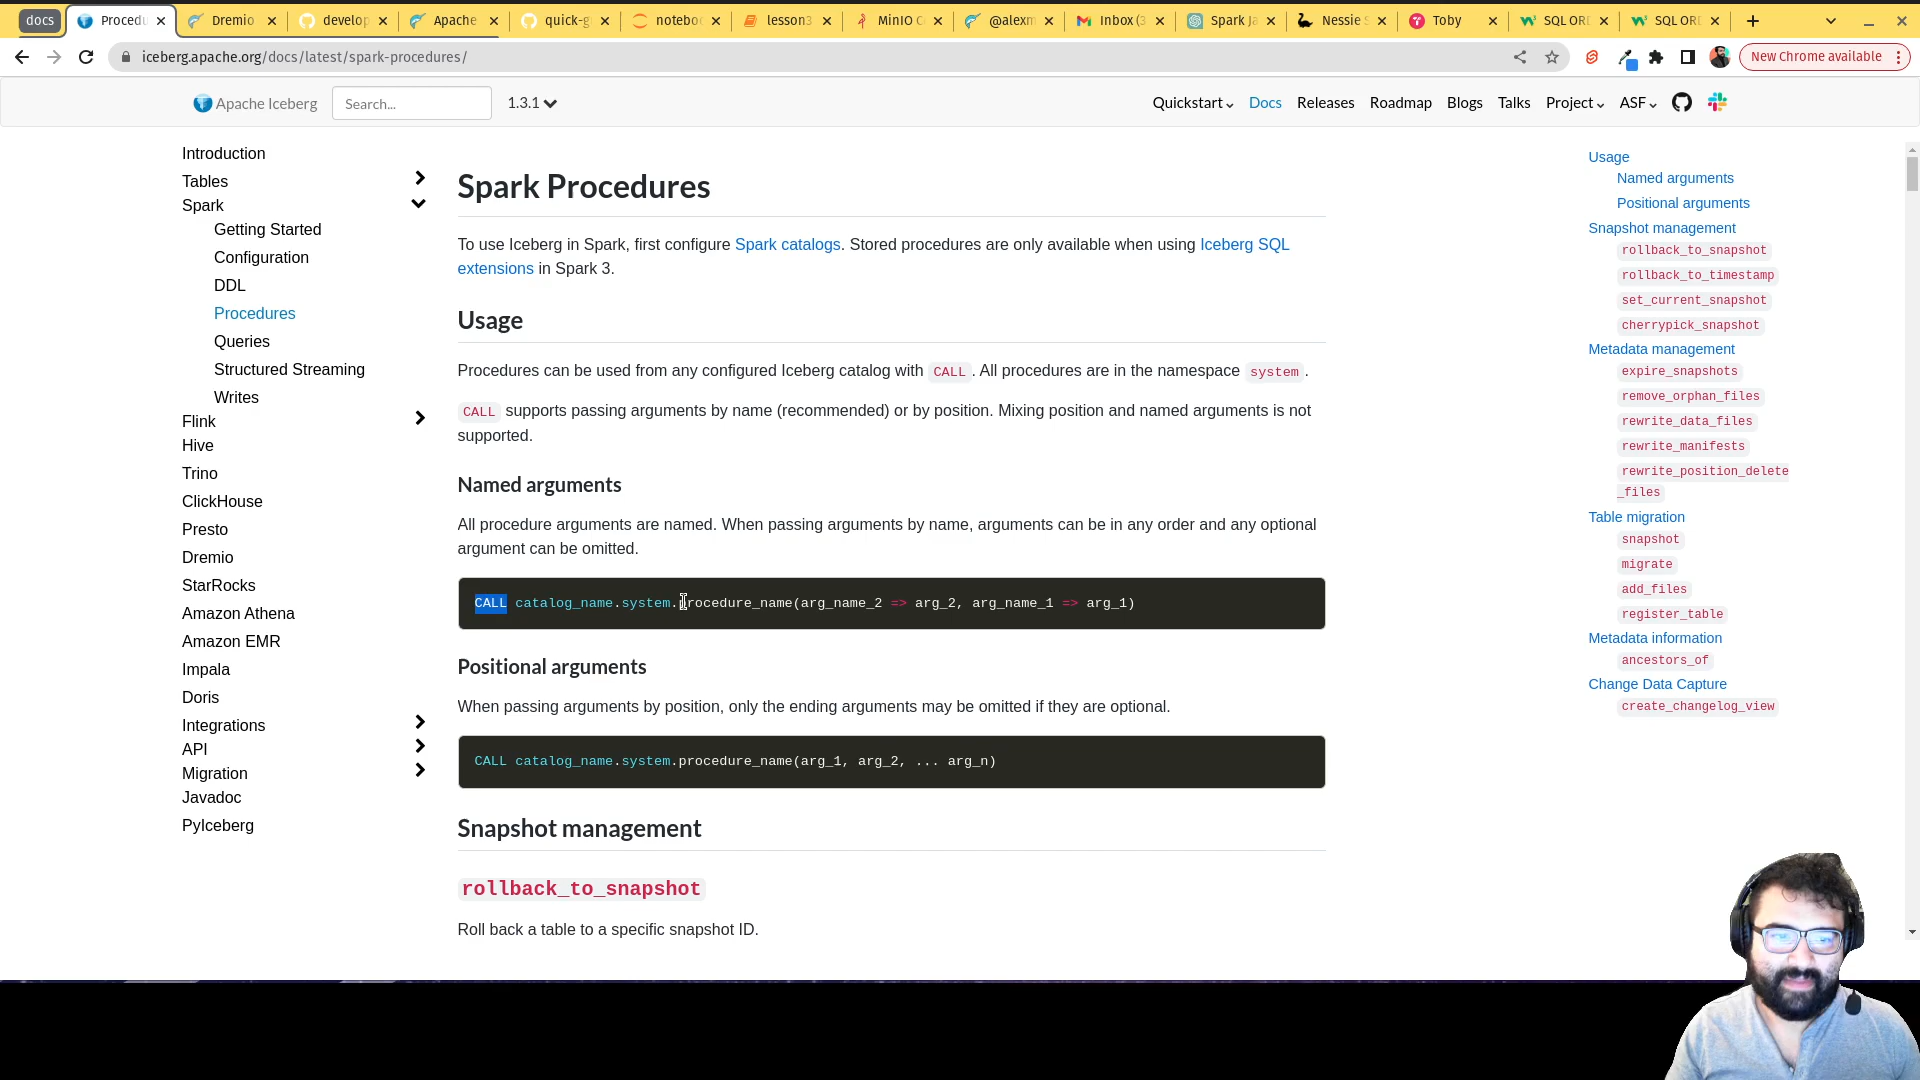 docs
Procedu
Dremio
develop
Apache
quick-g
notebo
lesson3
MinIO C
@alexm
Inbox (3
Spark Ja
Nessie S
Toby
SQL ORD
SQL ORD
iceberg.apache.org/docs/latest/spark-procedures/
New Chrome available
Apache Iceberg
Search...
1.3.1
Quickstart
Docs
Releases
Roadmap
Blogs
Talks
Project
ASF
Introduction
Tables
Spark
Getting Started
Configuration
DDL
Procedures
Queries
Structured Streaming
Writes
Flink
Hive
Trino
ClickHouse
Presto
Dremio
StarRocks
Amazon Athena
Amazon EMR
Impala
Doris
Integrations
API
Migration
Javadoc
PyIceberg
Spark Procedures
To use Iceberg in Spark, first configure Spark catalogs. Stored procedures are only available when using Iceberg SQL
extensions in Spark 3.
Usage
Procedures can be used from any configured Iceberg catalog with CALL. All procedures are in the namespace system.
CALL supports passing arguments by name (recommended) or by position. Mixing position and named arguments is not
supported.
Named arguments
All procedure arguments are named. When passing arguments by name, arguments can be in any order and any optional
argument can be omitted.
CALL catalog_name.system.procedure_name(arg_name_2 => arg_2, arg_name_1 => arg_1)
Positional arguments
When passing arguments by position, only the ending arguments may be omitted if they are optional.
CALL catalog_name.system.procedure_name(arg_1, arg_2, ... arg_n)
Snapshot management
rollback_to_snapshot
Roll back a table to a specific snapshot ID.
Usage
Named arguments
Positional arguments
Snapshot management
rollback_to_snapshot
rollback_to_timestamp
set_current_snapshot
cherrypick_snapshot
Metadata management
expire_snapshots
remove_orphan_files
rewrite_data_files
rewrite_manifests
rewrite_position_delete
_files
Table migration
snapshot
migrate
add_files
register_table
Metadata information
ancestors_of
Change Data Capture
create_changelog_view